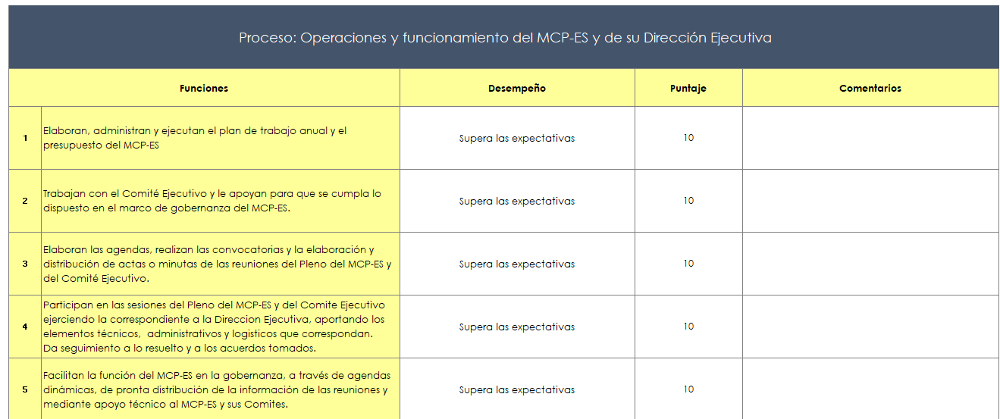 Proceso: Operaciones y funcionamiento del MCP-ES y de su Dirección Ejecutiva
Funciones Desempeño Puntaje Comentarios
1 Elaboran, administran y ejecutan el plan de trabajo anual y el
presupuesto del MCP-ES
Supera las expectativas 10
2 Trabajan con el Comité Ejecutivo y le apoyan para que se cumpla lo
dispuesto en el marco de gobernanza del MCP-ES.
Supera las expectativas 10
3 Elaboran las agendas, realizan las convocatorias y la elaboración y
distribución de actas o minutas de las reuniones del Pleno del MCP-ES y
del Comité Ejecutivo.
Supera las expectativas 10
4 Participan en las sesiones del Pleno del MCP-ES y del Comite Ejecutivo
ejerciendo la correspondiente a la Direccion Ejecutiva, aportando los
elementos técnicos, administrativos y logisticos que correspondan.
Da seguimiento a lo resuelto y a los acuerdos tomados.
Supera las expectativas 10
5 Facilitan la función del MCP-ES en la gobernanza, a través de agendas
dinámicas, de pronta distribución de la información de las reuniones y
mediante apoyo técnico al MCP-ES y sus Comites.
Supera las expectativas 10